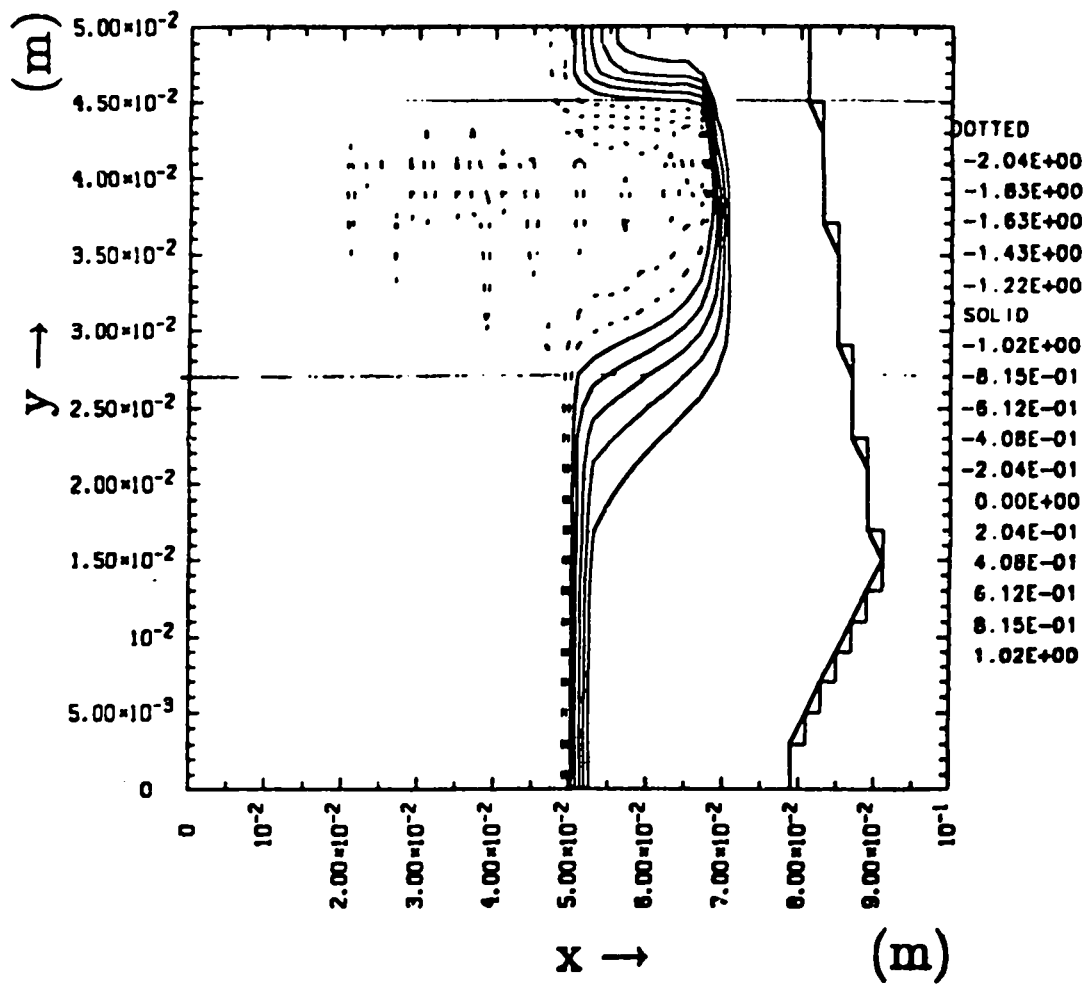 (m)
y →
5.00×10⁻²
4.50×10⁻²
4.00×10⁻²
3.50×10⁻²
3.00×10⁻²
2.50×10⁻²
2.00×10⁻²
1.50×10⁻²
10⁻²
5.00×10⁻³
0
0
10⁻²
2.00×10⁻²
3.00×10⁻²
4.00×10⁻²
5.00×10⁻²
6.00×10⁻²
7.00×10⁻²
8.00×10⁻²
9.00×10⁻²
10⁻¹
x →
(m)
DOTTED
-2.04E+00
-1.83E+00
-1.63E+00
-1.43E+00
-1.22E+00
SOLID
-1.02E+00
-8.15E-01
-6.12E-01
-4.08E-01
-2.04E-01
0.00E+00
2.04E-01
4.08E-01
6.12E-01
8.15E-01
1.02E+00